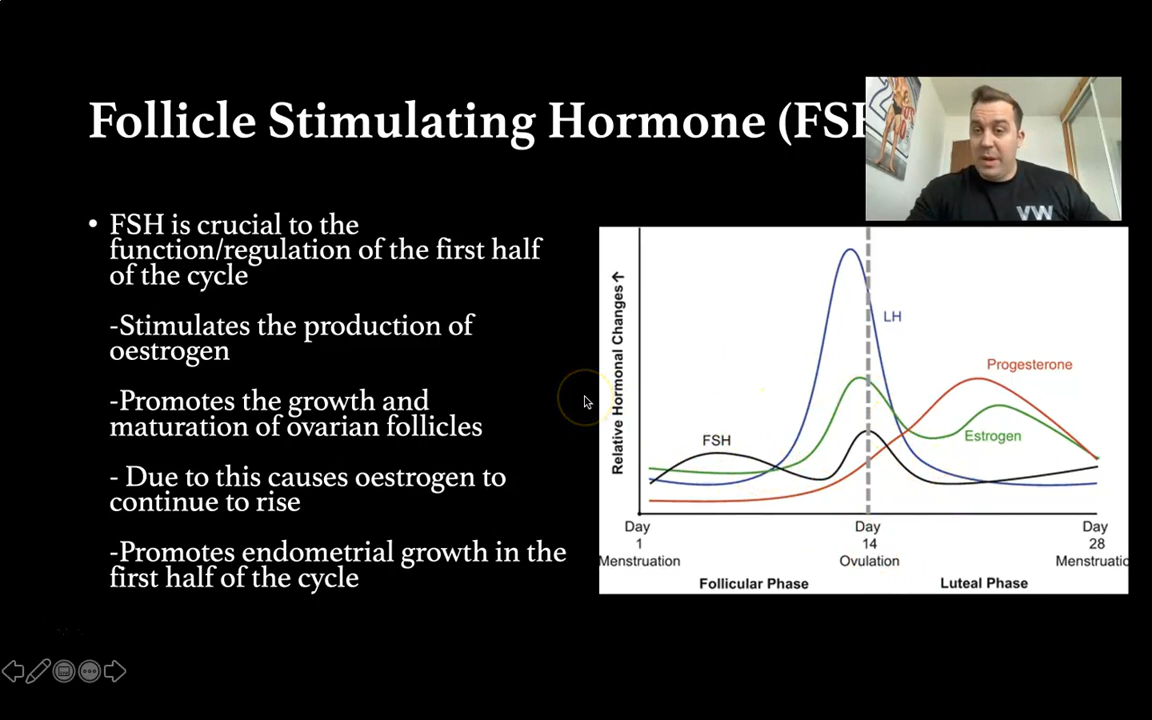 Follicle Stimulating Hormone (FSH
• FSH is crucial to the
function/regulation of the first half
of the cycle
-Stimulates the production of
oestrogen
-Promotes the growth and
maturation of ovarian follicles
- Due to this causes oestrogen to
continue to rise
-Promotes endometrial growth in the
first half of the cycle
VW
Relative Hormonal Changes↑
LH
Progesterone
FSH
Estrogen
Day
1
Menstruation
Day
14
Ovulation
Day
28
Menstruatio
Follicular Phase
Luteal Phase